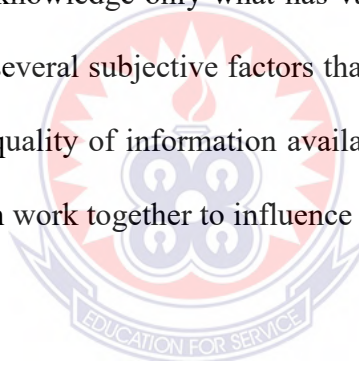 knowledge only what has
several subjective factors tha
quality of information availa
work together to influence
EDUCATION FOR SERVICE